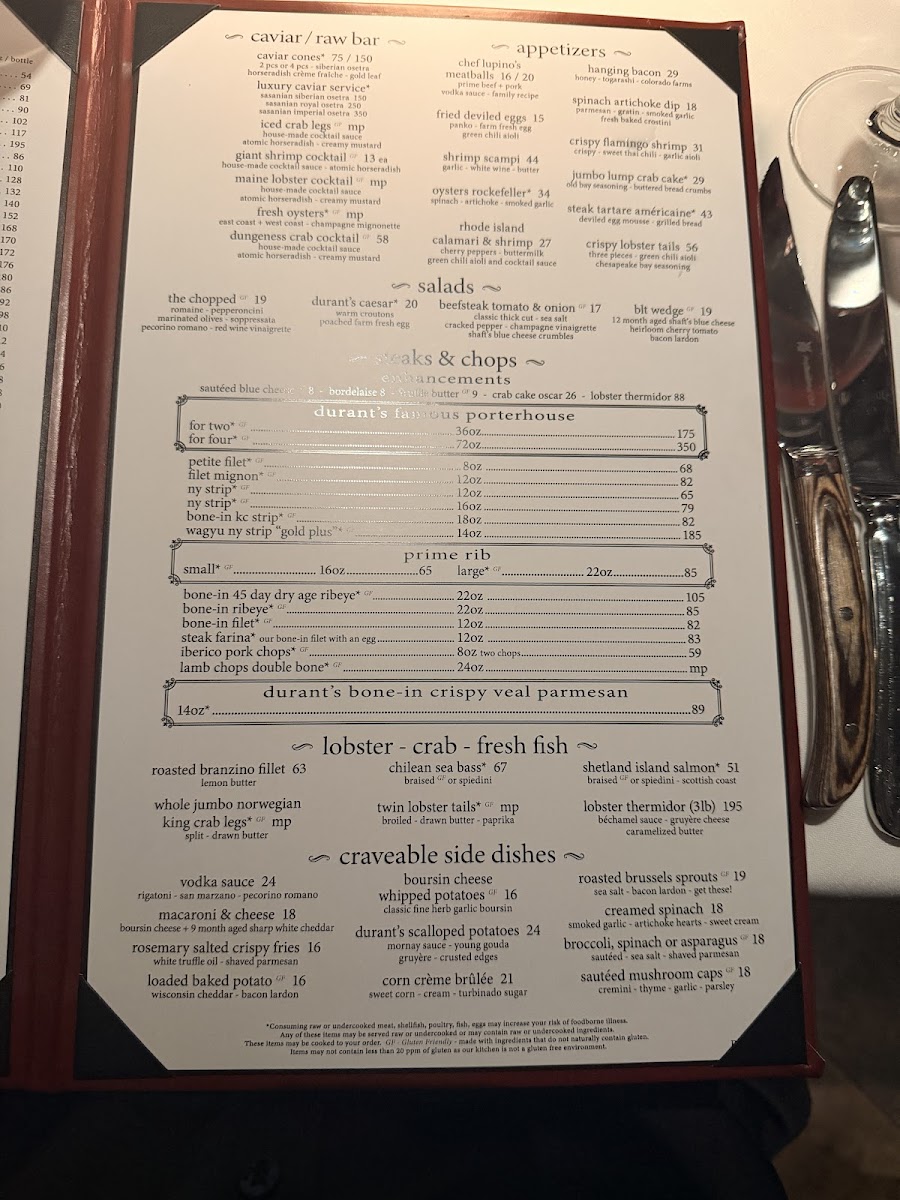 z / bottle
.... 54
.... 69
.... 81
... 90
... 102
... 117
... 195
... 86
.. 110
.. 128
. 132
. 140
. 152
. 168
170
172
176
80
86
92
98
caviar / raw bar
caviar cones* 75 / 150
2 pcs or 4 pcs - siberian osetra
horseradish crème fraîche - gold leaf
luxury caviar service*
sasanian siberian osetra 150
sasanian royal osetra 250
sasanian imperial osetra 350
iced crab legs GF mp
house-made cocktail sauce
atomic horseradish - creamy mustard
giant shrimp cocktail GF 13 ea
house-made cocktail sauce - atomic horseradish
maine lobster cocktail GF mp
house-made cocktail sauce
atomic horseradish - creamy mustard
fresh oysters* GF mp
east coast + west coast - champagne mignonette
dungeness crab cocktail GF 58
house-made cocktail sauce
atomic horseradish - creamy mustard
appetizers
chef lupino's
meatballs 16 / 20
prime beef + pork
vodka sauce - family recipe
fried deviled eggs 15
panko - farm fresh egg
green chili aioli
shrimp scampi 44
garlic - white wine - butter
oysters rockefeller* 34
spinach - artichoke - smoked garlic
rhode island
calamari & shrimp 27
cherry peppers - buttermilk
green chili aioli and cocktail sauce
hanging bacon 29
honey - togarashi - colorado farms
spinach artichoke dip 18
parmesan - gratin - smoked garlic
fresh baked crostini
crispy flamingo shrimp 31
crispy - sweet thai chili - garlic aioli
jumbo lump crab cake* 29
old bay seasoning - buttered bread crumbs
steak tartare américaine* 43
deviled egg mousse - grilled bread
crispy lobster tails 56
three pieces - green chili aioli
chesapeake bay seasoning
salads
the chopped GF 19
romaine - pepperoncini
marinated olives - soppressata
pecorino romano - red wine vinaigrette
durant's caesar* 20
warm croutons
poached farm fresh egg
beefsteak tomato & onion GF 17
classic thick cut - sea salt
cracked pepper - champagne vinaigrette
shaft's blue cheese crumbles
blt wedge GF 19
12 month aged shaft's blue cheese
heirloom cherry tomato
bacon lardon
steaks & chops
enhancements
sautéed blue cheese 8 - bordelaise 8 - truffle butter GF 9 - crab cake oscar 26 - lobster thermidor 88
durant's famous porterhouse
for two* GF 36oz 175
for four* GF 72oz 350
petite filet* GF 8oz 68
filet mignon* GF 12oz 82
ny strip* GF 12oz 65
ny strip* GF 16oz 79
bone-in kc strip* GF 18oz 82
wagyu ny strip "gold plus"* GF 14oz 185
prime rib
small* GF 16oz 65 large* GF 22oz 85
bone-in 45 day dry age ribeye* GF 22oz 105
bone-in ribeye* GF 22oz 85
bone-in filet* GF 12oz 82
steak farina* our bone-in filet with an egg 12oz 83
iberico pork chops* GF 8oz two chops 59
lamb chops double bone* GF 24oz mp
durant's bone-in crispy veal parmesan
14oz* 89
lobster - crab - fresh fish
roasted branzino fillet 63
lemon butter
chilean sea bass* 67
braised GF or spiedini
shetland island salmon* 51
braised GF or spiedini - scottish coast
whole jumbo norwegian
king crab legs* GF mp
split - drawn butter
twin lobster tails* GF mp
broiled - drawn butter - paprika
lobster thermidor (3lb) 195
béchamel sauce - gruyère cheese
caramelized butter
craveable side dishes
vodka sauce 24
rigatoni - san marzano - pecorino romano
macaroni & cheese 18
boursin cheese + 9 month aged sharp white cheddar
rosemary salted crispy fries 16
white truffle oil - shaved parmesan
loaded baked potato GF 16
wisconsin cheddar - bacon lardon
boursin cheese
whipped potatoes GF 16
classic fine herb garlic boursin
durant's scalloped potatoes 24
mornay sauce - young gouda
gruyère - crusted edges
corn crème brûlée 21
sweet corn - cream - turbinado sugar
roasted brussels sprouts GF 19
sea salt - bacon lardon - get these!
creamed spinach 18
smoked garlic - artichoke hearts - sweet cream
broccoli, spinach or asparagus GF 18
sautéed - sea salt - shaved parmesan
sautéed mushroom caps GF 18
cremini - thyme - garlic - parsley
*Consuming raw or undercooked meat, shellfish, poultry, fish, eggs may increase your risk of foodborne illness.
Any of these items may be served raw or undercooked or may contain raw or undercooked ingredients.
These items may be cooked to your order. GF - Gluten Friendly - made with ingredients that do not naturally contain gluten.
Items may not contain less than 20 ppm of gluten as our kitchen is not a gluten free environment.